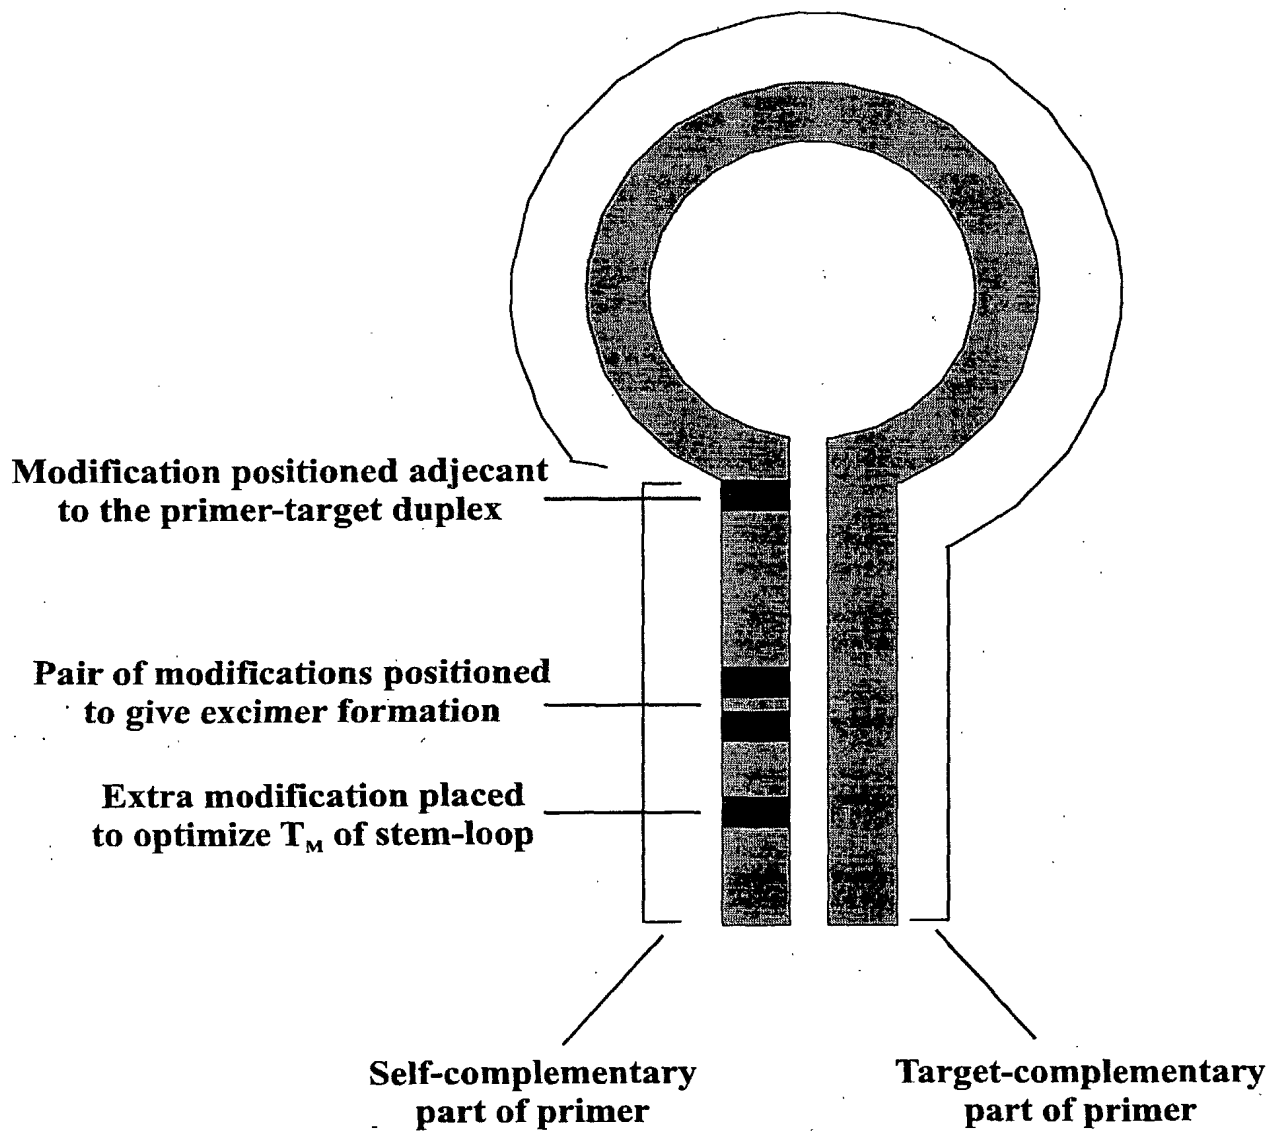 Modification positioned adjecant
to the primer-target duplex
Pair of modifications positioned
to give excimer formation
Extra modification placed
to optimize TM of stem-loop
Self-complementary
part of primer
Target-complementary
part of primer